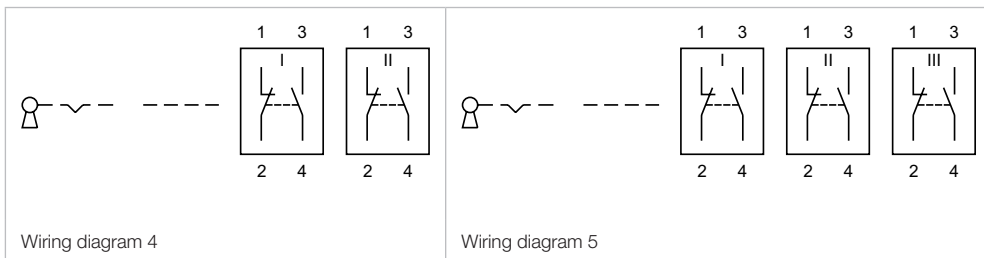 1 3 1 3
I II
2 4 2 4
Wiring diagram 4
1 3 1 3 1 3
I II III
2 4 2 4 2 4
Wiring diagram 5